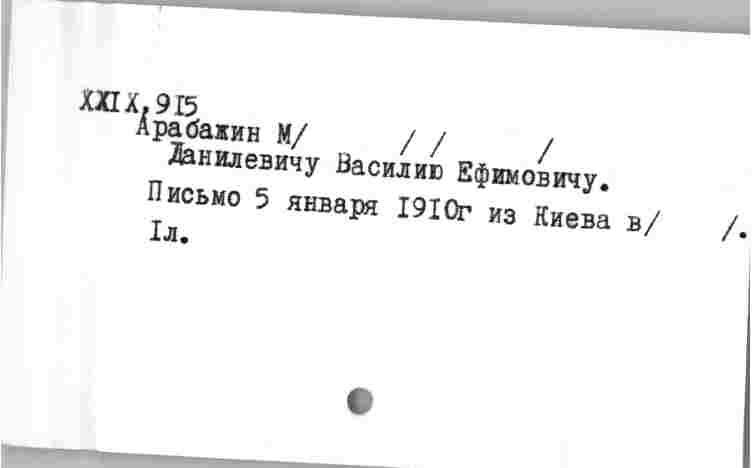 XXIX.915
Арабажин М/ / / /
Данилевичу Василию Ефимовичу.
Письмо 5 января 1910г из Киева в/ /.
1л.